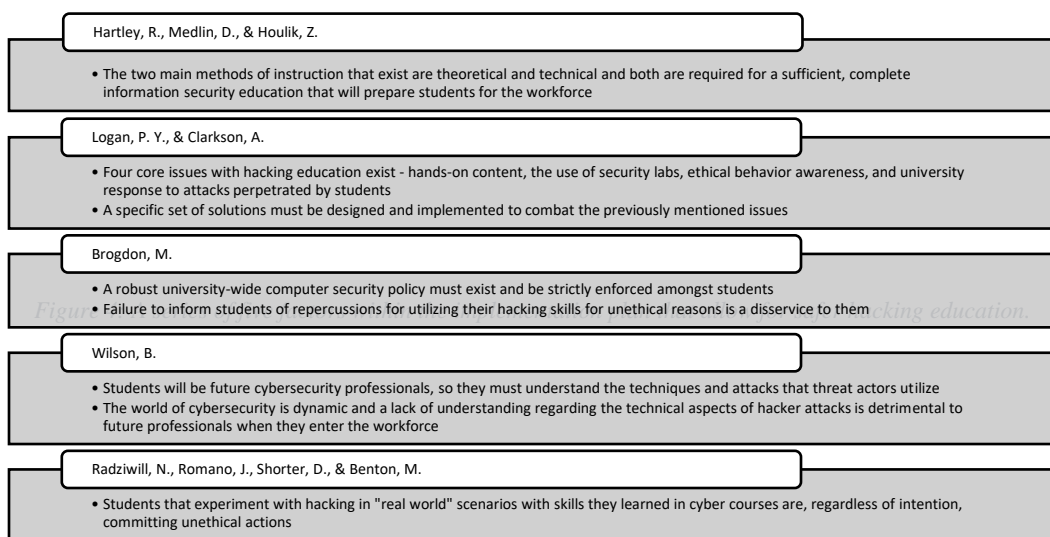 Hartley, R., Medlin, D., & Houlik, Z.
• The two main methods of instruction that exist are theoretical and technical and both are required for a sufficient, complete
information security education that will prepare students for the workforce
Logan, P. Y., & Clarkson, A.
• Four core issues with hacking education exist - hands-on content, the use of security labs, ethical behavior awareness, and university
response to attacks perpetrated by students
• A specific set of solutions must be designed and implemented to combat the previously mentioned issues
Brogdon, M.
• A robust university-wide computer security policy must exist and be strictly enforced amongst students
• Failure to inform students of repercussions for utilizing their hacking skills for unethical reasons is a disservice to them
Figure hacking education.
Wilson, B.
• Students will be future cybersecurity professionals, so they must understand the techniques and attacks that threat actors utilize
• The world of cybersecurity is dynamic and a lack of understanding regarding the technical aspects of hacker attacks is detrimental to
future professionals when they enter the workforce
Radziwill, N., Romano, J., Shorter, D., & Benton, M.
• Students that experiment with hacking in "real world" scenarios with skills they learned in cyber courses are, regardless of intention,
committing unethical actions